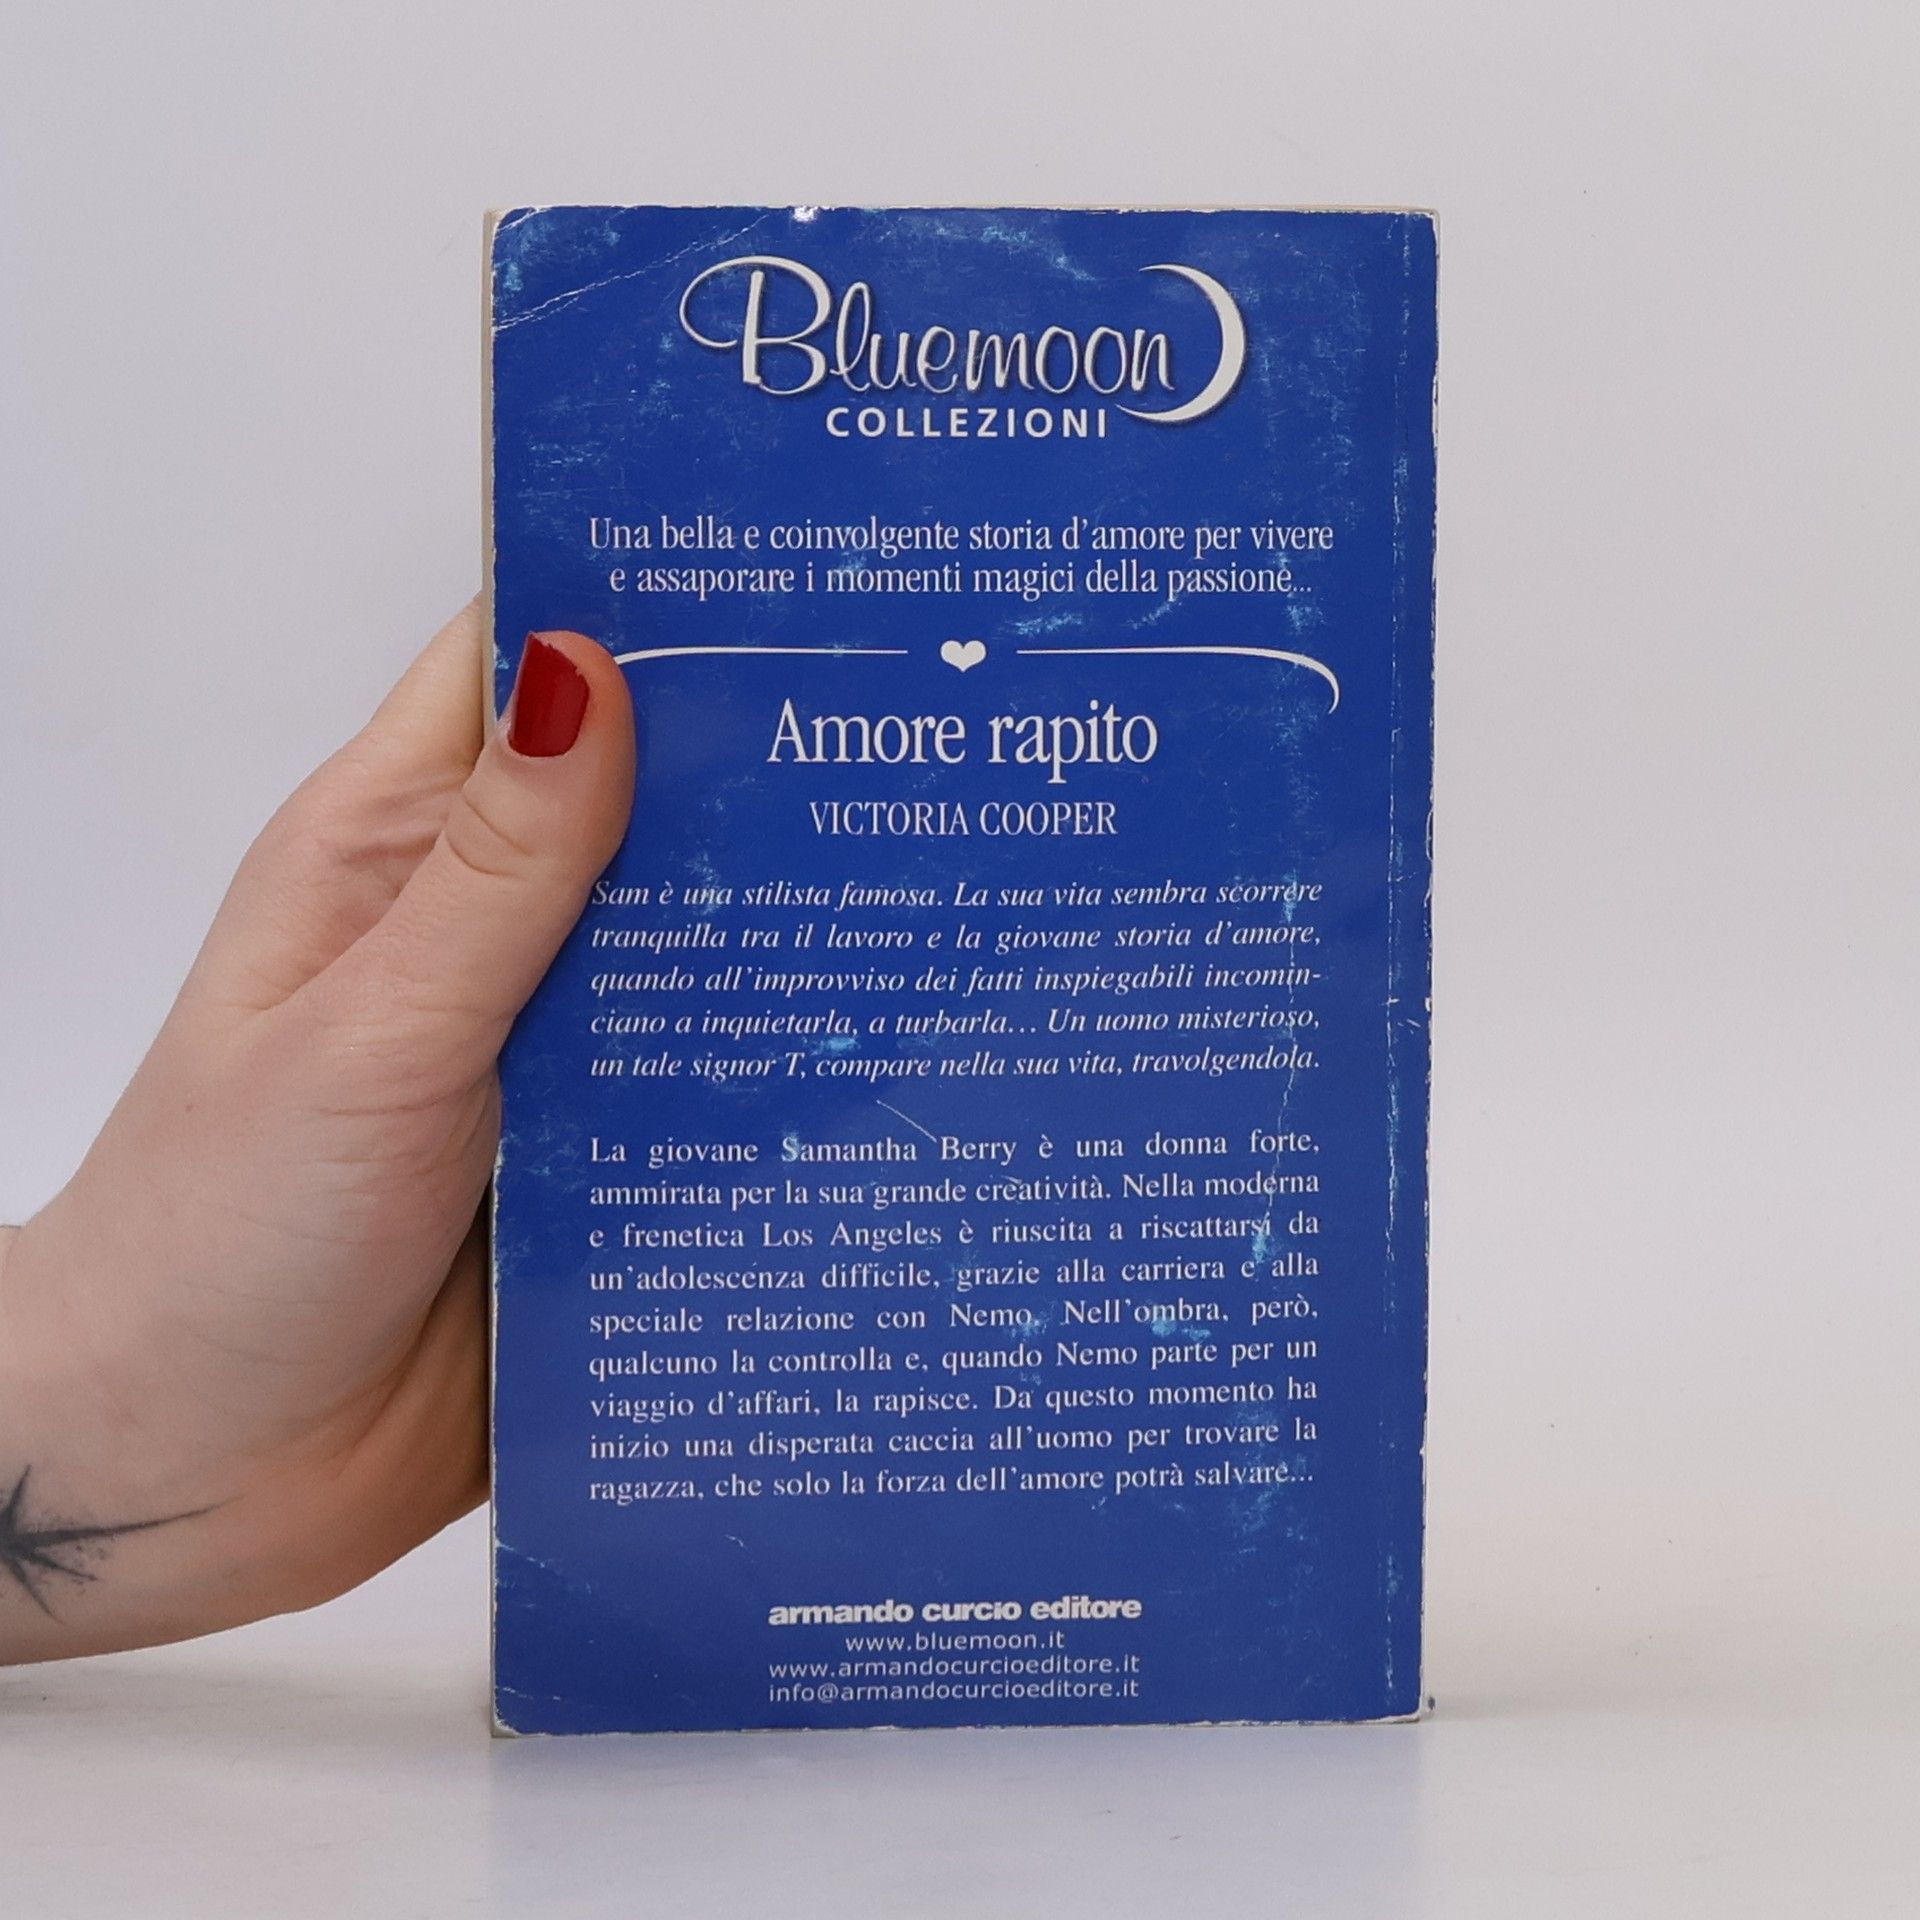 Bluemoon
COLLEZIONI
Una bella e coinvolgente storia d'amore per vivere
e assaporare i momenti magici della passione...
Amore rapito
VICTORIA COOPER
Sam è una stilista famosa. La sua vita sembra scorrere
tranquilla tra il lavoro e la giovane storia d'amore,
quando all'improvviso dei fatti inspiegabili incomin-
ciano a inquietarla, a turbarla... Un uomo misterioso,
un tale signor T, compare nella sua vita, travolgendola.
La giovane Samantha Berry è una donna forte,
ammirata per la sua grande creatività. Nella moderna
e frenetica Los Angeles è riuscita a riscattarsi da
un'adolescenza difficile, grazie alla carriera e alla
speciale relazione con Nemo. Nell'ombra, però,
qualcuno la controlla e, quando Nemo parte per un
viaggio d'affari, la rapisce. Da questo momento ha
inizio una disperata caccia all'uomo per trovare la
ragazza, che solo la forza dell'amore potrà salvare...
armando curcio editore
www.bluemoon.it
www.armandocurcioeditore.it
info@armandocurcioeditore.it